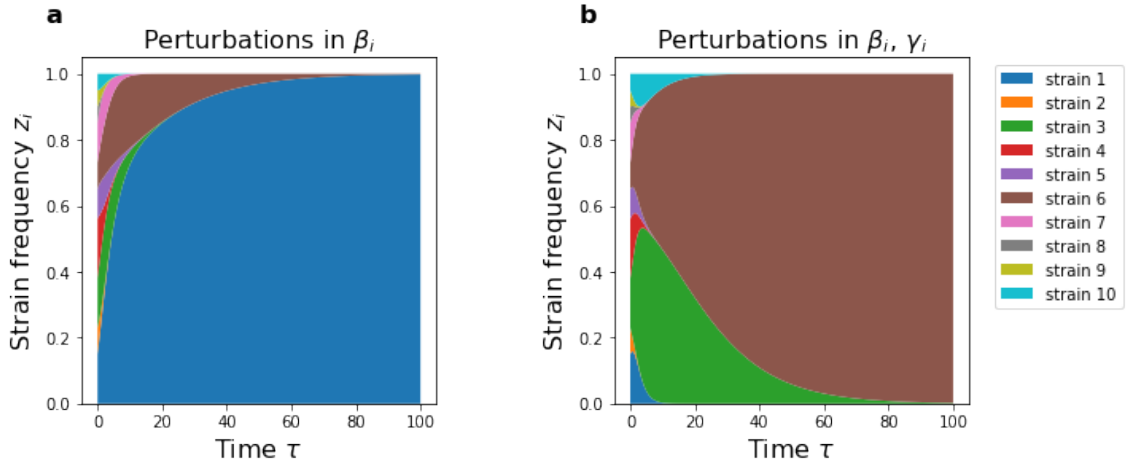 a
Perturbations in βᵢ
Strain frequency zᵢ
1.0
0.8
0.6
0.4
0.2
0.0
0 20 40 60 80 100
Time τ
b
Perturbations in βᵢ, γᵢ
Strain frequency zᵢ
1.0
0.8
0.6
0.4
0.2
0.0
0 20 40 60 80 100
Time τ
strain 1
strain 2
strain 3
strain 4
strain 5
strain 6
strain 7
strain 8
strain 9
strain 10